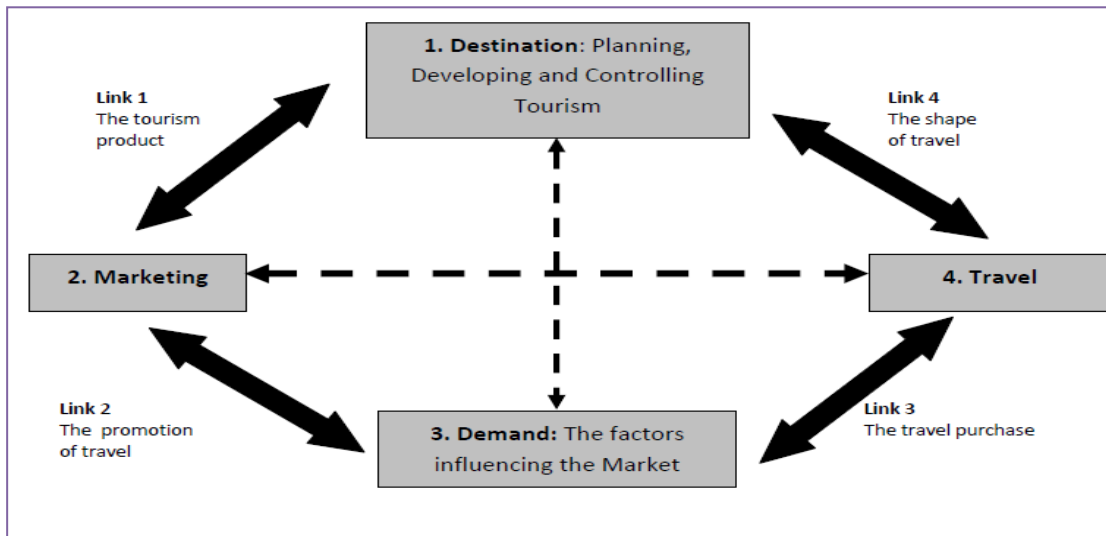 1. Destination: Planning,
Developing and Controlling
Tourism
Link 1
The tourism
product
Link 4
The shape
of travel
2. Marketing
4. Travel
Link 2
The promotion
of travel
3. Demand: The factors
influencing the Market
Link 3
The travel purchase